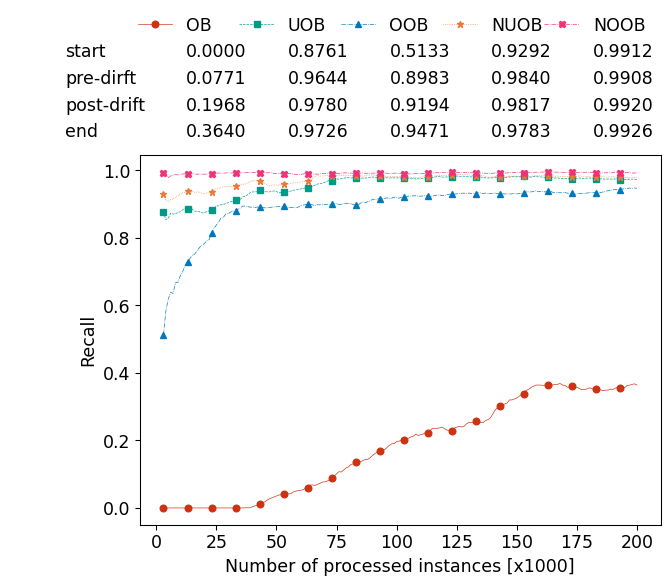 OB UOB OOB NUOB NOOB
start 0.0000 0.8761 0.5133 0.9292 0.9912
pre-dirft 0.0771 0.9644 0.8983 0.9840 0.9908
post-drift 0.1968 0.9780 0.9194 0.9817 0.9920
end 0.3640 0.9726 0.9471 0.9783 0.9926
1.0
0.8
0.6
0.4
0.2
0.0
Recall
0 25 50 75 100 125 150 175 200
Number of processed instances [x1000]